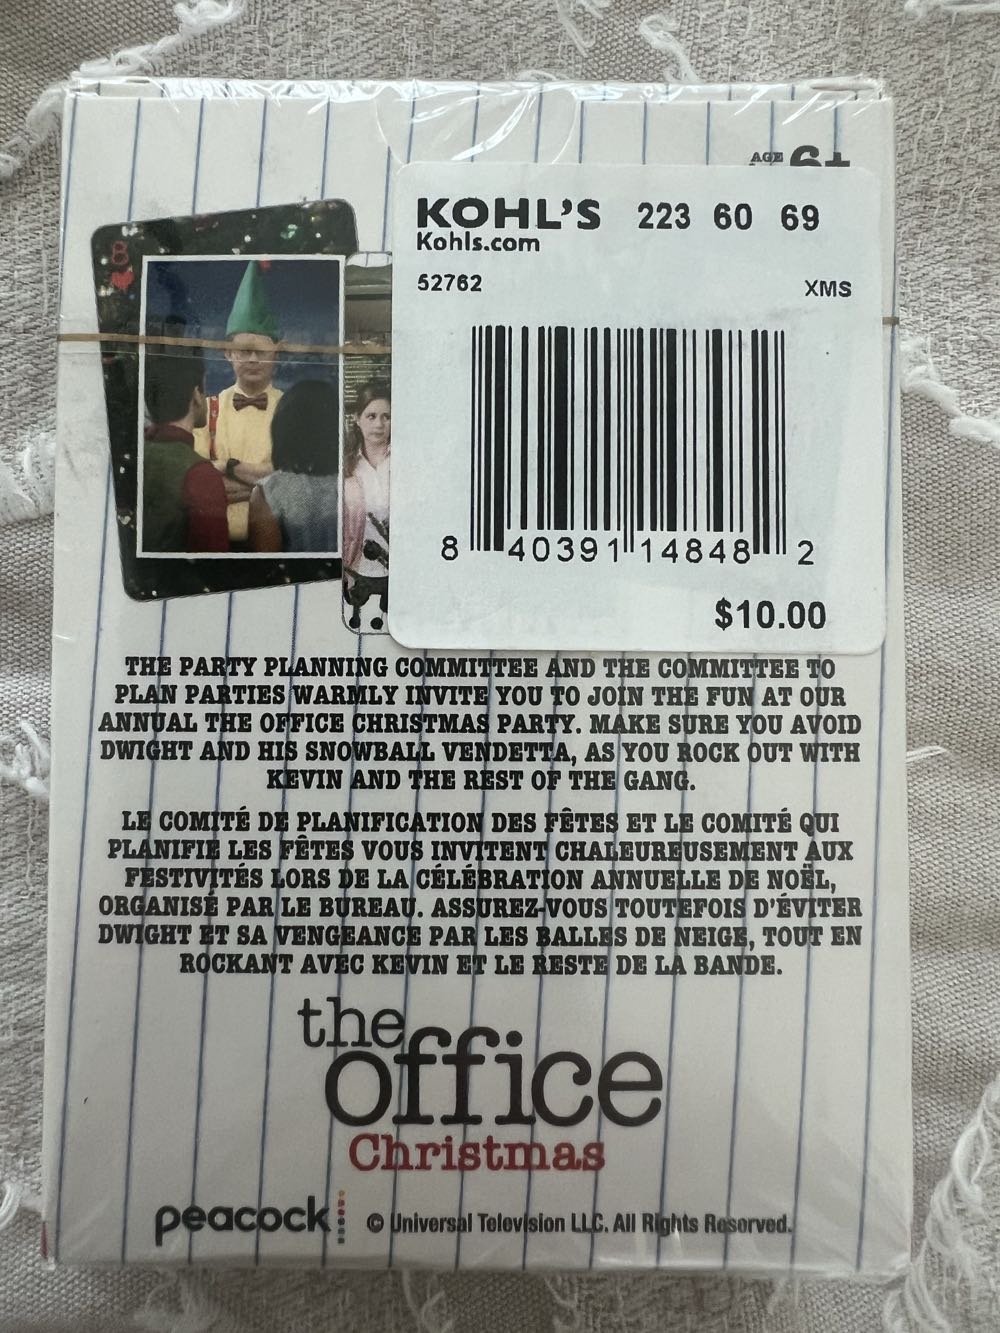 AGE 6+
KOHL'S 223 60 69
Kohls.com
52762 XMS
8 40391 14848 2
$10.00
8
THE PARTY PLANNING COMMITTEE AND THE COMMITTEE TO
PLAN PARTIES WARMLY INVITE YOU TO JOIN THE FUN AT OUR
ANNUAL THE OFFICE CHRISTMAS PARTY. MAKE SURE YOU AVOID
DWIGHT AND HIS SNOWBALL VENDETTA, AS YOU ROCK OUT WITH
KEVIN AND THE REST OF THE GANG.
LE COMITÉ DE PLANIFICATION DES FÊTES ET LE COMITÉ QUI
PLANIFIE LES FÊTES VOUS INVITENT CHALEUREUSEMENT AUX
FESTIVITÉS LORS DE LA CÉLÉBRATION ANNUELLE DE NOËL,
ORGANISÉ PAR LE BUREAU. ASSUREZ-VOUS TOUTEFOIS D'ÉVITER
DWIGHT ET SA VENGEANCE PAR LES BALLES DE NEIGE, TOUT EN
ROCKANT AVEC KEVIN ET LE RESTE DE LA BANDE.
the
office
Christmas
peacock © Universal Television LLC. All Rights Reserved.